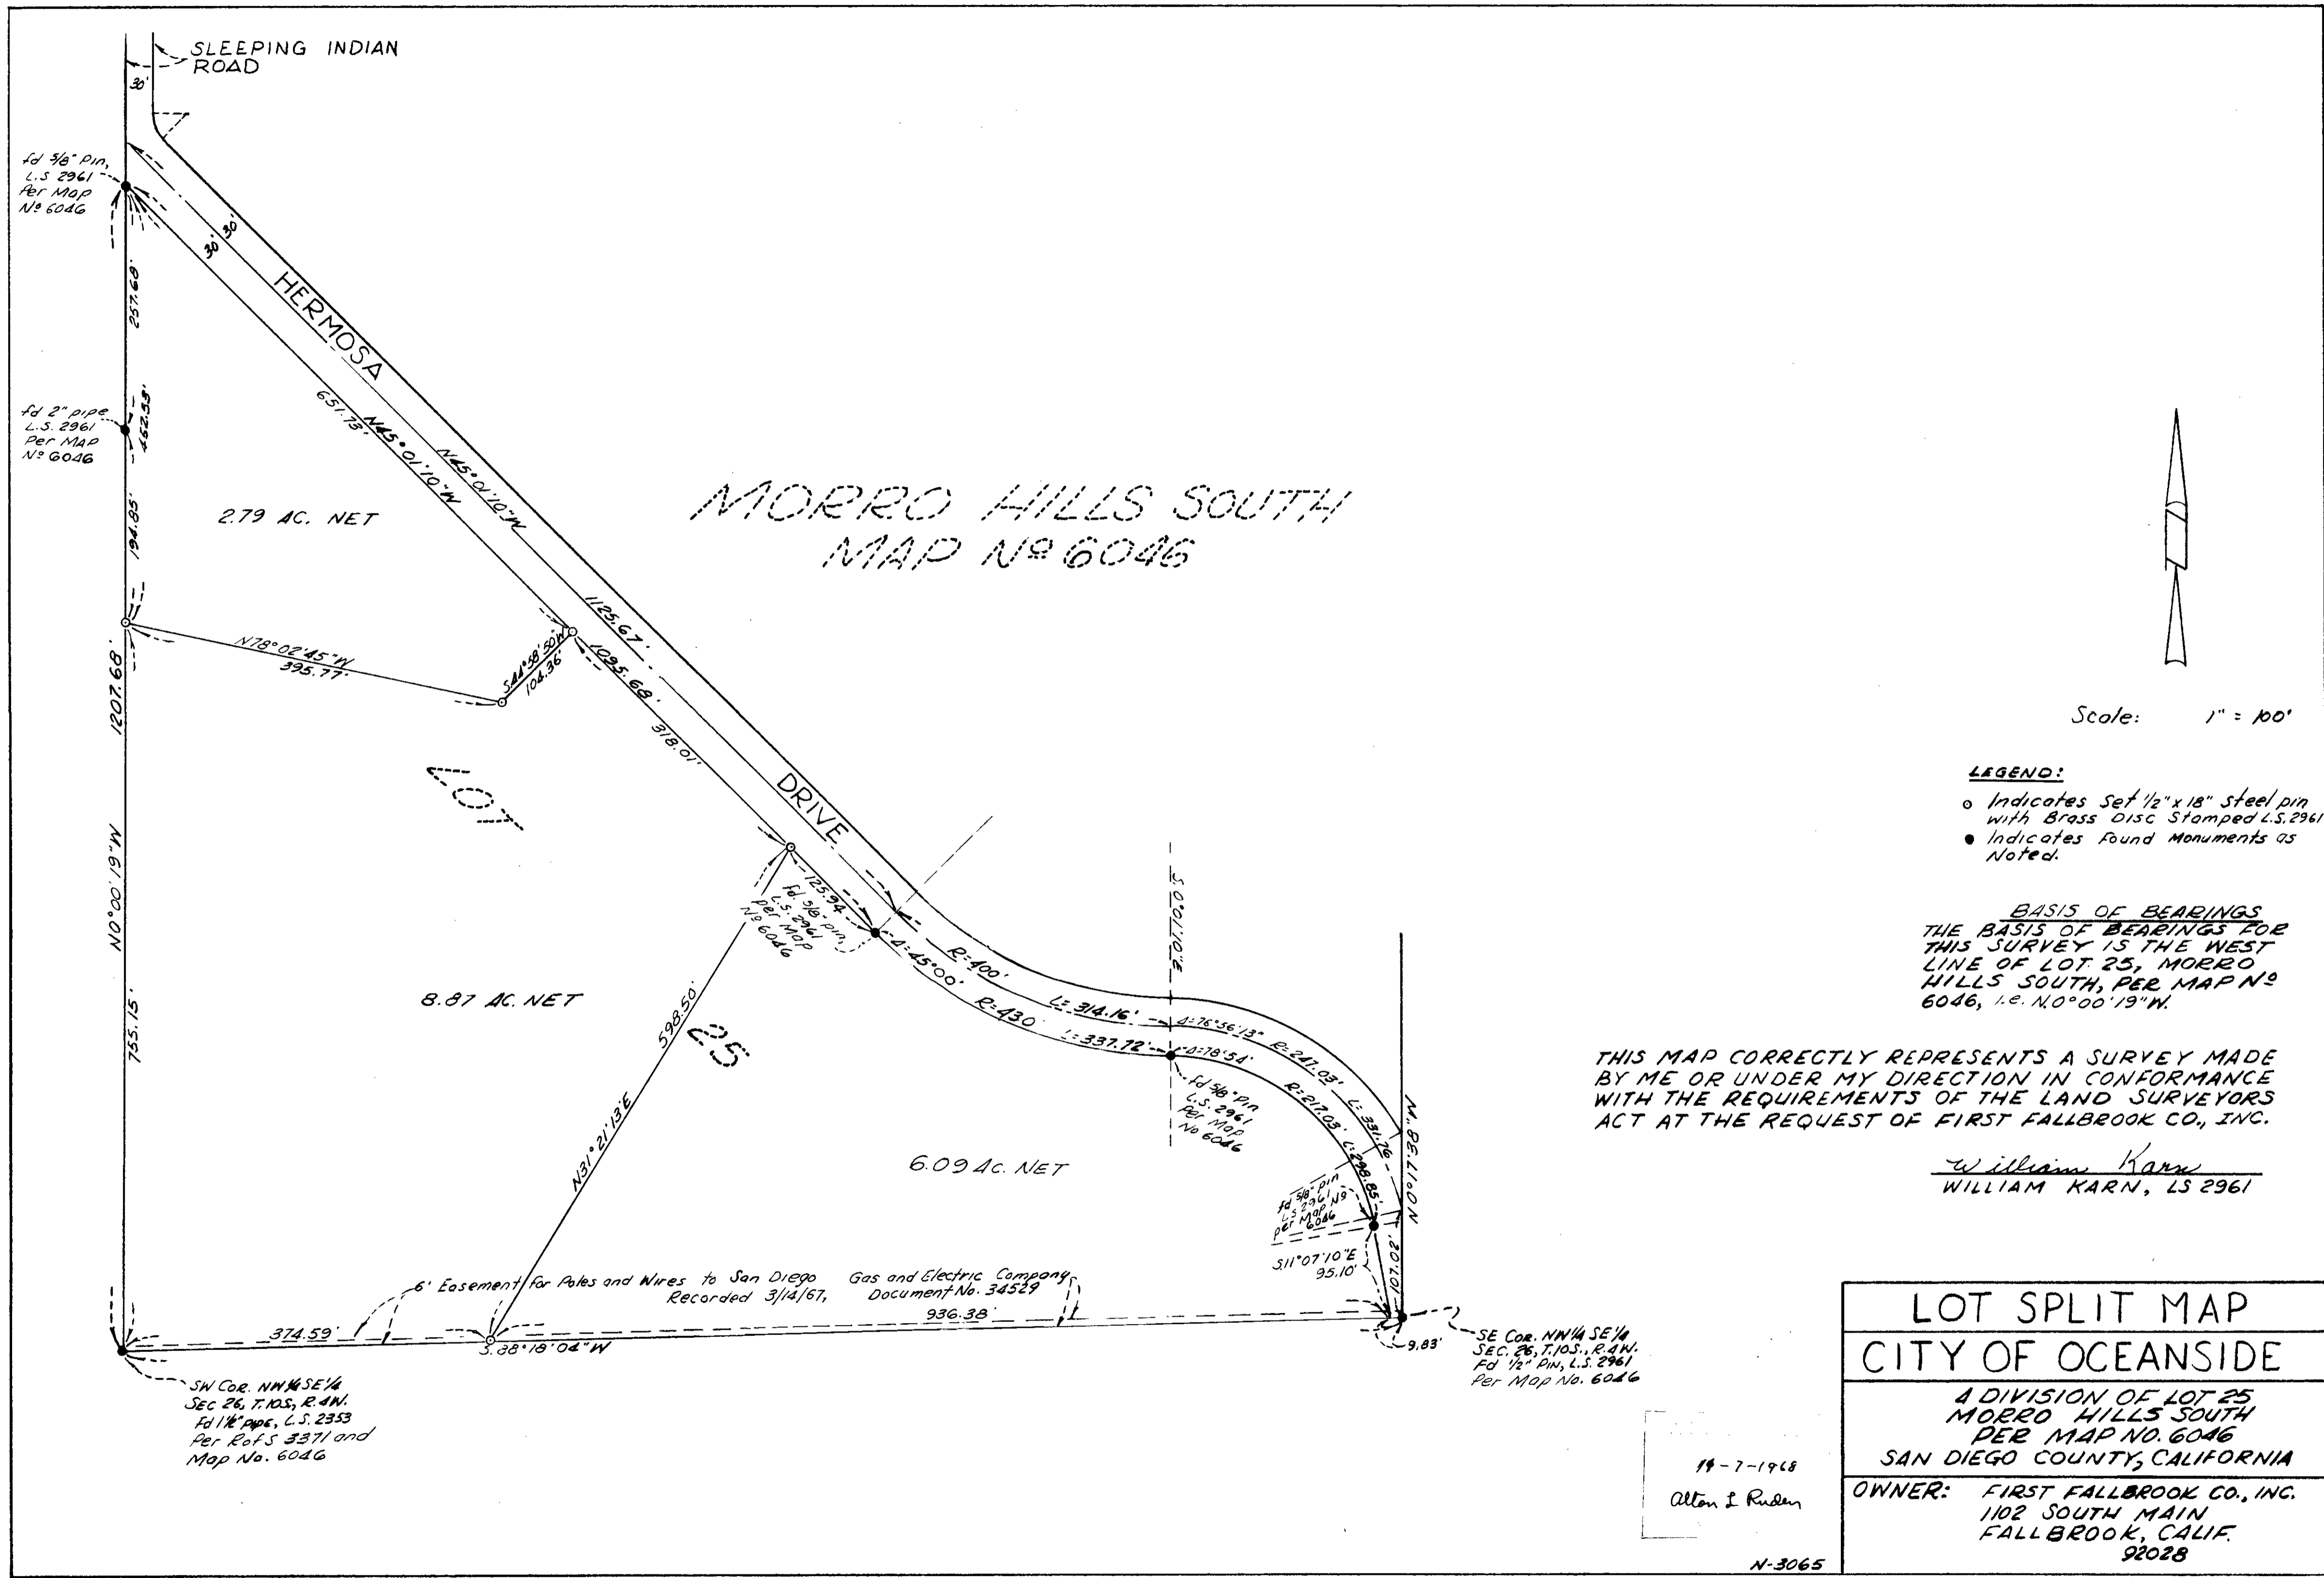 SLEEPING INDIAN
ROAD
30'
fd 5/8" pin,
L.S 2961
Per Map
Nº 6046
30' 30'
HERMOSA
257.68'
651.73'
N45°01'10"W
N45°01'10"W
fd 2" pipe
L.S. 2961
Per MAP
Nº 6046
452.53'
194.85'
2.79 AC. NET
MORRO HILLS SOUTH
MAP Nº 6046
N78°02'45"W
395.77'
S.44°58'50"W
104.36'
1125.67'
1095.68'
318.01'
1207.68'
N0°00'19"W
755.15'
LOT
25
DRIVE
125.94
fd. 5/8" pin,
L.S. 2961
per Map
Nº 6046
8.87 AC. NET
598.50'
N31°21'13"E
Δ=45°00'
R=400'
L=314.16'
R=430'
L=337.72'
S.0°01'10"E
Δ=76°56'13"
R=247.03'
L=331.76
Δ=78°54'
R=217.03'
L=298.85'
fd 5/8" pin
L.S. 2961
Per Map
No 6046
N0°17'38"W
6.09 AC. NET
fd 5/8" pin
LS 2961
per Map Nº
6046
S11°07'10"E
95.10'
107.02'
6' Easement for Poles and Wires to San Diego Gas and Electric Company
Recorded 3/14/67, Document No. 34529
374.59'
936.38'
S.88°18'04"W
9.83'
SE COR. NW1/4 SE1/4
SEC. 26, T.10S., R.4W.
Fd 1/2" PIN, L.S. 2961
Per Map No. 6046
SW COR. NW1/4 SE1/4
SEC 26, T.10S, R.4W.
Fd 1½" pipe, L.S. 2353
Per R of S 3371 and
Map No. 6046
Scale: 1" = 100'
LEGEND:
Indicates Set 1/2" x 18" steel pin
with Brass Disc Stamped L.S. 2961
Indicates Found Monuments as
Noted.
BASIS OF BEARINGS
THE BASIS OF BEARINGS FOR
THIS SURVEY IS THE WEST
LINE OF LOT 25, MORRO
HILLS SOUTH, PER MAP Nº
6046, i.e. N.0°00'19"W.
THIS MAP CORRECTLY REPRESENTS A SURVEY MADE
BY ME OR UNDER MY DIRECTION IN CONFORMANCE
WITH THE REQUIREMENTS OF THE LAND SURVEYORS
ACT AT THE REQUEST OF FIRST FALLBROOK CO., INC.
William Karn
WILLIAM KARN, LS 2961
-7-1968
Alton L Ruden
N-3065
LOT SPLIT MAP
CITY OF OCEANSIDE
A DIVISION OF LOT 25
MORRO HILLS SOUTH
PER MAP NO. 6046
SAN DIEGO COUNTY, CALIFORNIA
OWNER: FIRST FALLBROOK CO., INC.
1102 SOUTH MAIN
FALLBROOK, CALIF.
92028